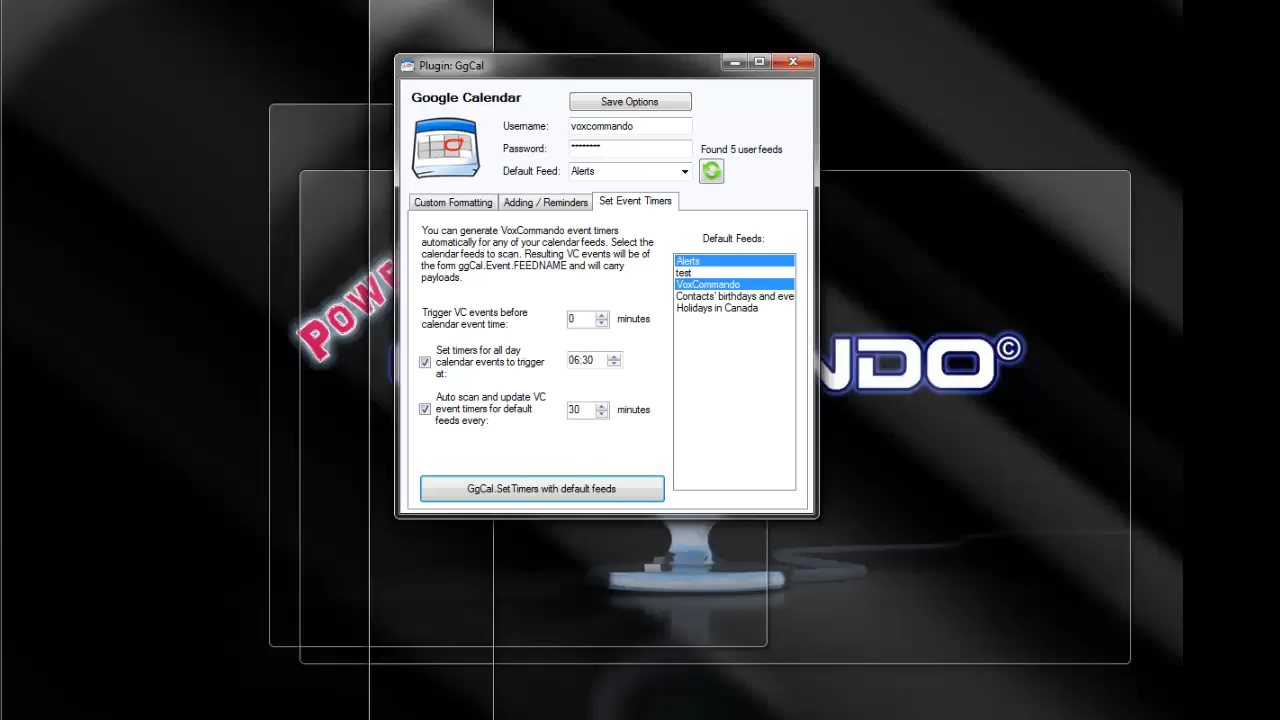 Plugin: GgCal
Google Calendar
Save Options
Username:
voxcommando
Password:
********
Found 5 user feeds
Default Feed:
Alerts
Custom Formatting
Adding / Reminders
Set Event Timers
You can generate VoxCommando event timers
automatically for any of your calendar feeds. Select the
calendar feeds to scan. Resulting VC events will be of
the form ggCal.Event.FEEDNAME and will carry
payloads.
Default Feeds:
Alerts
test
VoxCommando
Contacts' birthdays and eve
Holidays in Canada
Trigger VC events before
calendar event time:
0
minutes
Set timers for all day
calendar events to trigger
at:
06:30
Auto scan and update VC
event timers for default
feeds every:
30
minutes
GgCal.SetTimers with default feeds
POWE
NDO©